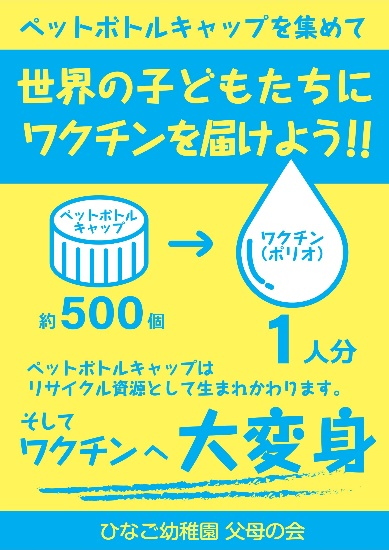 ペットボトルキャップを集めて
世界の子どもたちに
ワクチンを届けよう!!
ペットボトル
キャップ
→
ワクチン
(ポリオ)
約500個
1人分
ペットボトルキャップは
リサイクル資源として生まれかわります。
そして
ワクチンへ大変身
ひなご幼稚園 父母の会